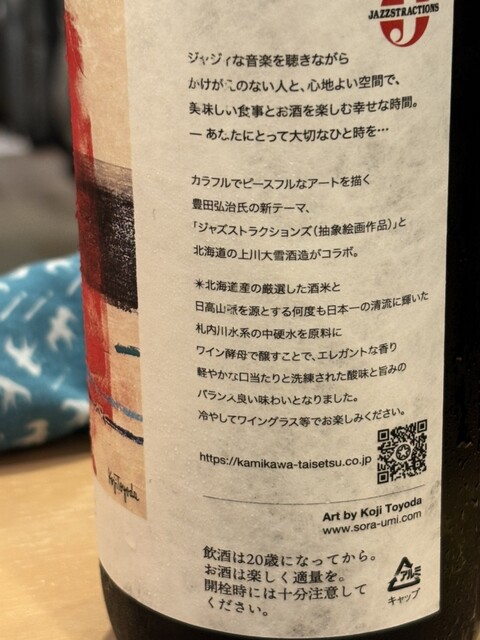 JAZZSTRACTIONS
ジャジィな音楽を聴きながら
かけがえのない人と、心地よい空間で、
美味しい食事とお酒を楽しむ幸せな時間。
— あなたにとって大切なひと時を…
カラフルでピースフルなアートを描く
豊田弘治氏の新テーマ、
「ジャズストラクションズ（抽象絵画作品）」と
北海道の上川大雪酒造がコラボ。
＊北海道産の厳選した酒米と
日高山脈を源とする何度も日本一の清流に輝いた
札内川水系の中硬水を原料に
ワイン酵母で醸すことで、エレガントな香り
軽やかな口当たりと洗練された酸味と旨みの
バランス良い味わいとなりました。
冷やしてワイングラス等でお楽しみください。
https://kamikawa-taisetsu.co.jp
Koji Toyoda
Art by Koji Toyoda
www.sora-umi.com
飲酒は20歳になってから。
お酒は楽しく適量を。
開栓時には十分注意して
ください。
アルミ
キャップ